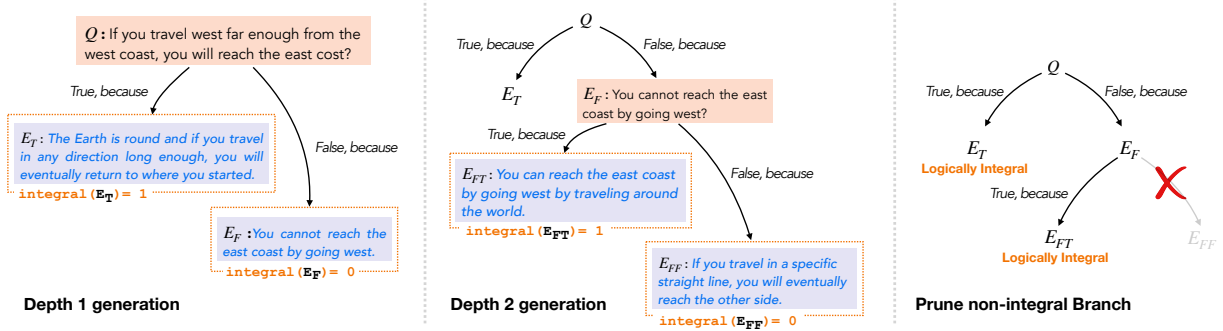 Q : If you travel west far enough from the
west coast, you will reach the east cost?
True, because
False, because
E_T : The Earth is round and if you travel
in any direction long enough, you will
eventually return to where you started.
integral(E_T)= 1
E_F : You cannot reach the
east coast by going west.
integral(E_F)= 0
Depth 1 generation
Q
True, because
False, because
E_T
E_F : You cannot reach the east
coast by going west?
True, because
False, because
E_FT : You can reach the east coast
by going west by traveling around
the world.
integral(E_FT)= 1
E_FF : If you travel in a specific
straight line, you will eventually
reach the other side.
integral(E_FF)= 0
Depth 2 generation
Q
True, because
False, because
E_T
Logically Integral
E_F
True, because
E_FT
Logically Integral
E_FF
Prune non-integral Branch